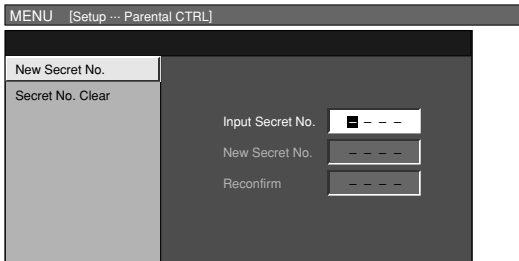 MENU [Setup ··· Parental CTRL]
New Secret No.
Secret No. Clear
Input Secret No. – – – –
New Secret No. – – – –
Reconfirm – – – –